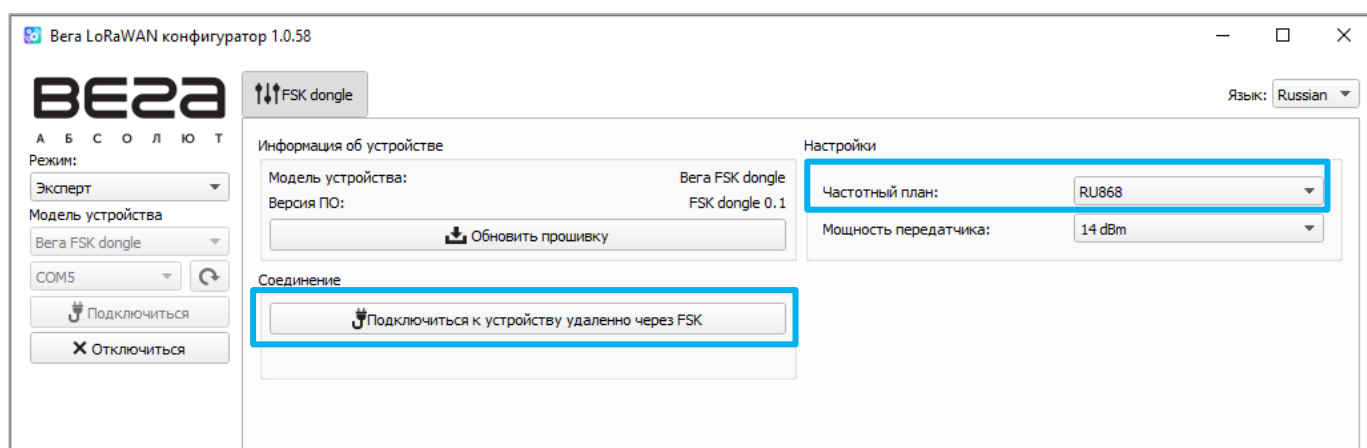 Вега LoRaWAN конфигуратор 1.0.58
ВЕГА
АБСОЛЮТ
Режим:
Эксперт
Модель устройства
Вега FSK dongle
COM5
Подключиться
Отключиться
FSK dongle
Язык: Russian
Информация об устройстве
Модель устройства: Вега FSK dongle
Версия ПО: FSK dongle 0.1
Обновить прошивку
Соединение
Подключиться к устройству удаленно через FSK
Настройки
Частотный план: RU868
Мощность передатчика: 14 dBm